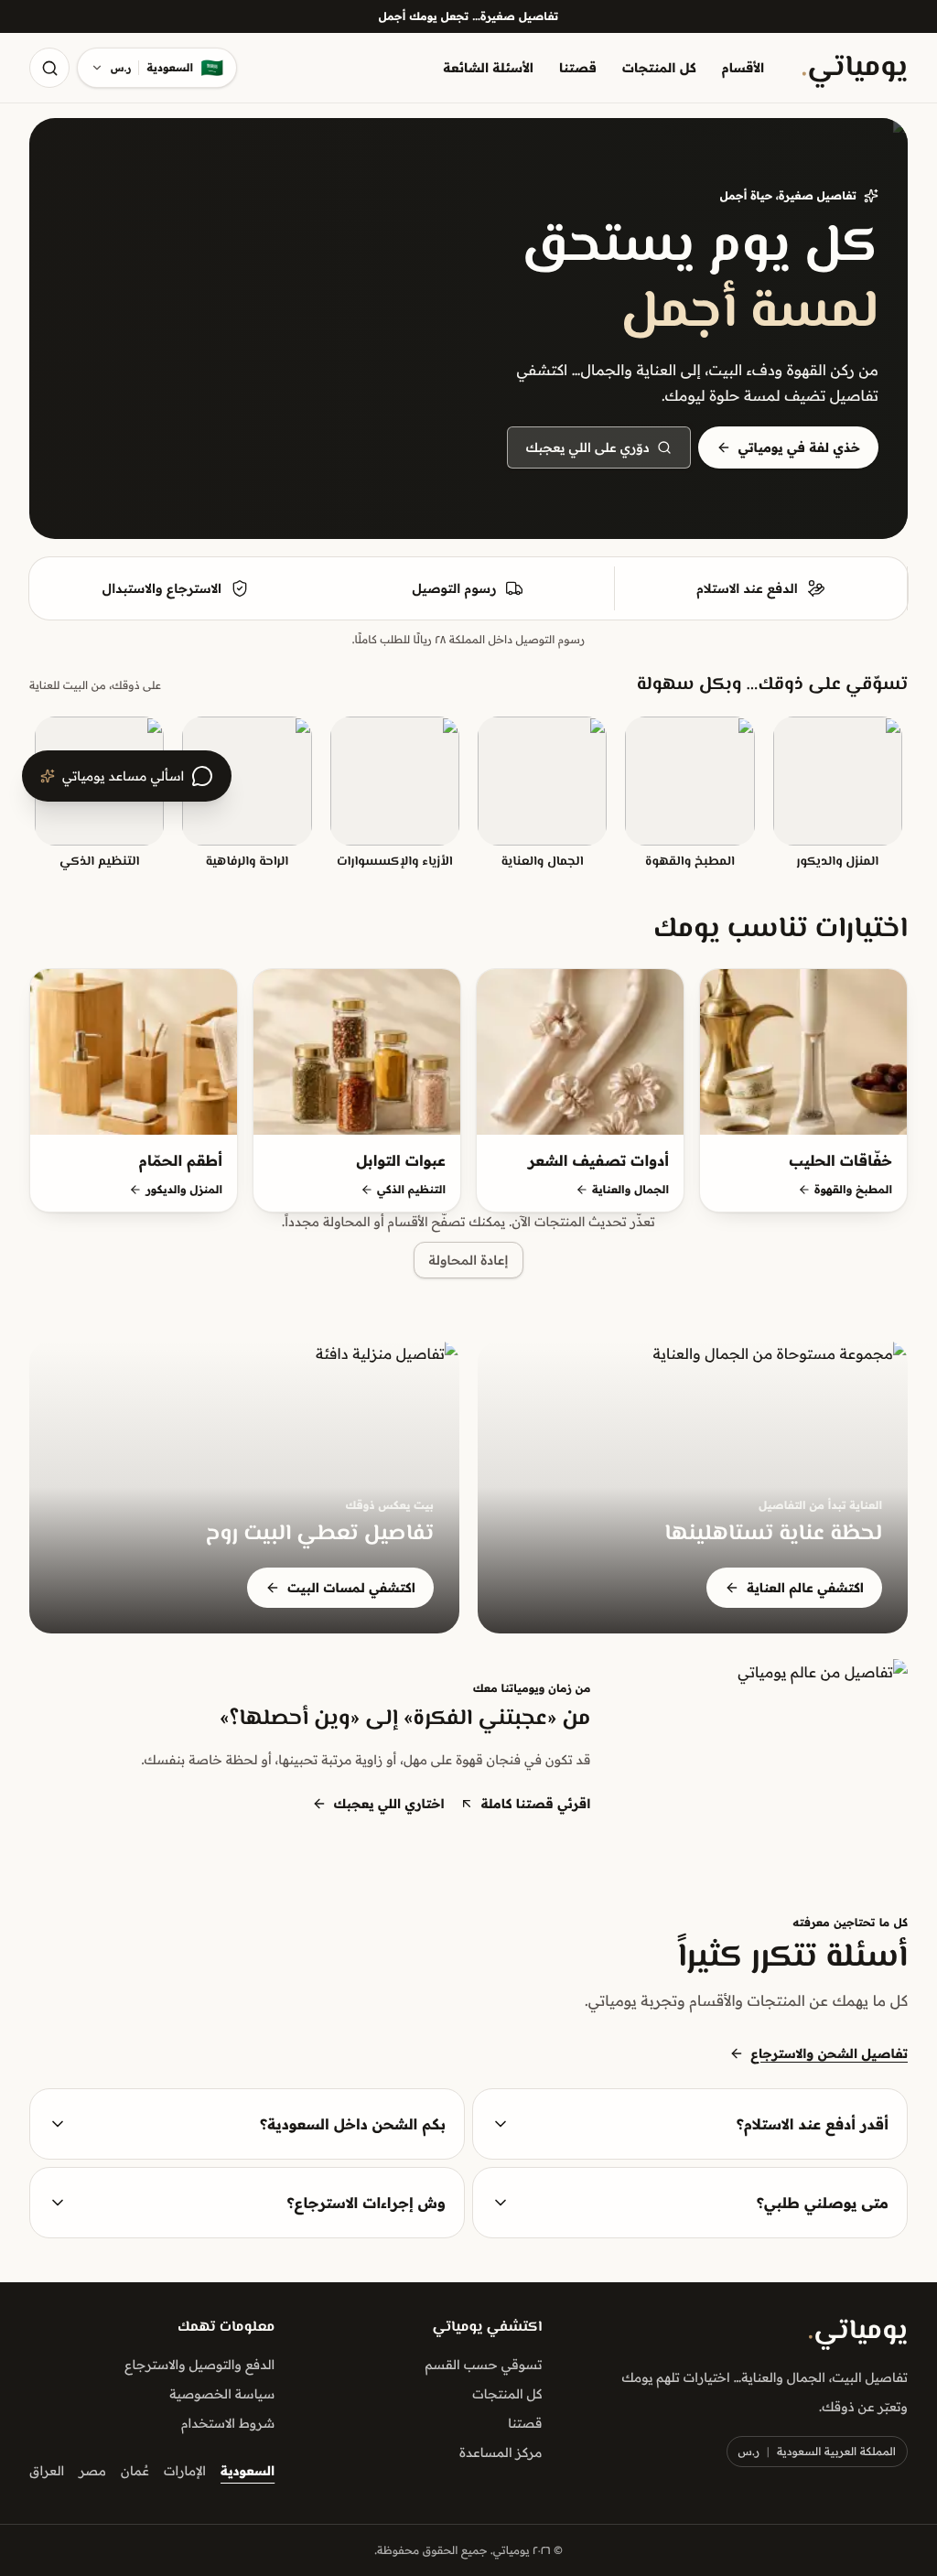 تفاصيل صغيرة... تجعل يومك أجمل
يومياتي.
الأقسام
كل المنتجات
قصتنا
الأسئلة الشائعة
السعودية
ر.س
تفاصيل صغيرة، حياة أجمل
كل يوم يستحق
لمسة أجمل
من ركن القهوة ودفء البيت، إلى العناية والجمال... اكتشفي
تفاصيل تضيف لمسة حلوة ليومك.
خذي لفة في يومياتي
دوّري على اللي يعجبك
الدفع عند الاستلام
رسوم التوصيل
الاسترجاع والاستبدال
رسوم التوصيل داخل المملكة ٢٨ ريالًا للطلب كاملًا.
تسوّقي على ذوقك... وبكل سهولة
على ذوقك، من البيت للعناية
اسألي مساعد يومياتي
المنزل والديكور
المطبخ والقهوة
الجمال والعناية
الأزياء والإكسسوارات
الراحة والرفاهية
التنظيم الذكي
اختيارات تناسب يومك
خفّاقات الحليب
المطبخ والقهوة
أدوات تصفيف الشعر
الجمال والعناية
عبوات التوابل
التنظيم الذكي
أطقم الحمّام
المنزل والديكور
تعذّر تحديث المنتجات الآن. يمكنك تصفّح الأقسام أو المحاولة مجدداً.
إعادة المحاولة
مجموعة مستوحاة من الجمال والعناية
العناية تبدأ من التفاصيل
لحظة عناية تستاهلينها
اكتشفي عالم العناية
تفاصيل منزلية دافئة
بيت يعكس ذوقك
تفاصيل تعطي البيت روح
اكتشفي لمسات البيت
تفاصيل من عالم يومياتي
من زمان ويومياتنا معك
من «عجبتني الفكرة» إلى «وين أحصلها؟»
قد تكون في فنجان قهوة على مهل، أو زاوية مرتبة تحبينها، أو لحظة خاصة بنفسك.
اقرئي قصتنا كاملة
اختاري اللي يعجبك
كل ما تحتاجين معرفته
أسئلة تتكرر كثيراً
كل ما يهمك عن المنتجات والأقسام وتجربة يومياتي.
تفاصيل الشحن والاسترجاع
أقدر أدفع عند الاستلام؟
بكم الشحن داخل السعودية؟
متى يوصلني طلبي؟
وش إجراءات الاسترجاع؟
يومياتي.
تفاصيل البيت، الجمال والعناية... اختيارات تلهم يومك
وتعبّر عن ذوقك.
المملكة العربية السعودية | ر.س
اكتشفي يومياتي
تسوقي حسب القسم
كل المنتجات
قصتنا
مركز المساعدة
معلومات تهمك
الدفع والتوصيل والاسترجاع
سياسة الخصوصية
شروط الاستخدام
السعودية
الإمارات
عُمان
مصر
العراق
© ٢٠٢٦ يومياتي. جميع الحقوق محفوظة.